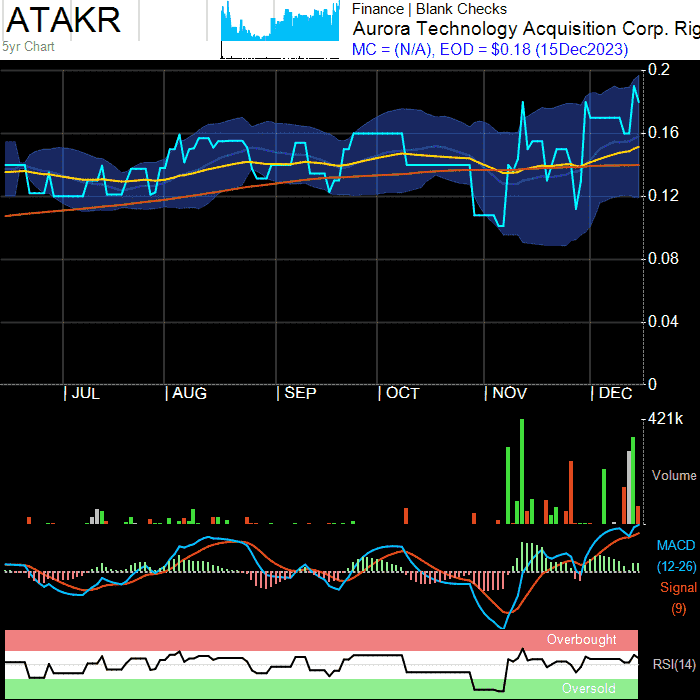 ATAKR
5yr Chart
Finance | Blank Checks
Aurora Technology Acquisition Corp. Rig
MC = (N/A), EOD = $0.18 (15Dec2023)
0.2
0.16
0.12
0.08
0.04
0
| JUL
| AUG
| SEP
| OCT
| NOV
| DEC
421k
Volume
MACD
(12-26)
Signal
(9)
Overbought
RSI(14)
Oversold